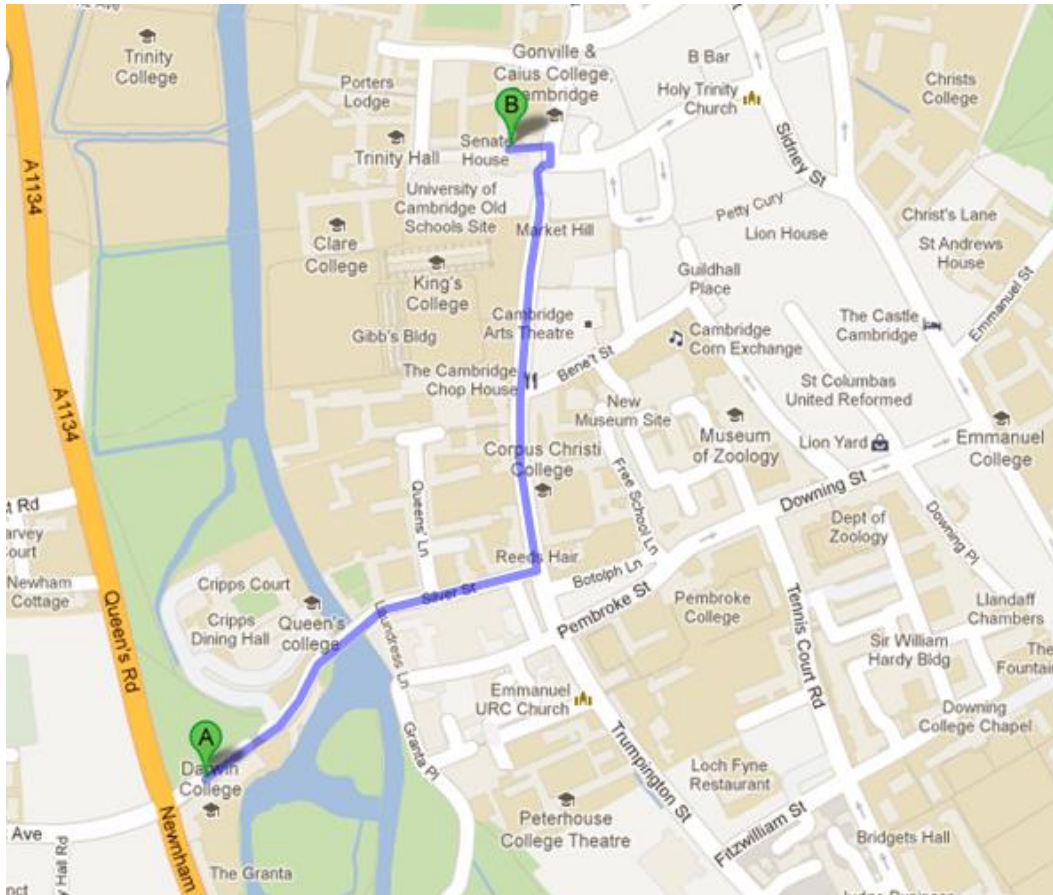 Trinity
College
Porters
Lodge
Gonville &
Caius College,
Cambridge
B
B Bar
Holy Trinity
Church
Christs
College
Senate
House
Trinity Hall
Sidney St
University of
Cambridge Old
Schools Site
A1134
Clare
College
Market Hill
Petty Cury
Lion House
Christ's Lane
St Andrews
House
King's
College
Guildhall
Place
Emmanuel St
Gibb's Bldg
Cambridge
Arts Theatre
Cambridge
Corn Exchange
The Castle
Cambridge
The Cambridge
Chop House
Bene't St
St Columbas
United Reformed
A1134
New
Museum Site
Museum
of Zoology
Lion Yard
Emmanuel
College
Corpus Christi
College
Queens' Ln
Free School Ln
Downing St
Rd
Dept of
Zoology
Downing Pl
Newham
Cottage
Reeds Hair
Cripps Court
Silver St
Botolph Ln
Cripps
Dining Hall
Queen's
college
Laundress Ln
Pembroke St
Pembroke
College
Tennis Court Rd
Llandaff
Chambers
Queen's Rd
Sir William
Hardy Bldg
The
Fountain
Emmanuel
URC Church
Downing
College Chapel
A
Darwin
College
Granta Pl
Trumpington St
Loch Fyne
Restaurant
Newnham
Peterhouse
College Theatre
Fitzwilliam St
Bridgets Hall
Ave
Hall Rd
The Granta